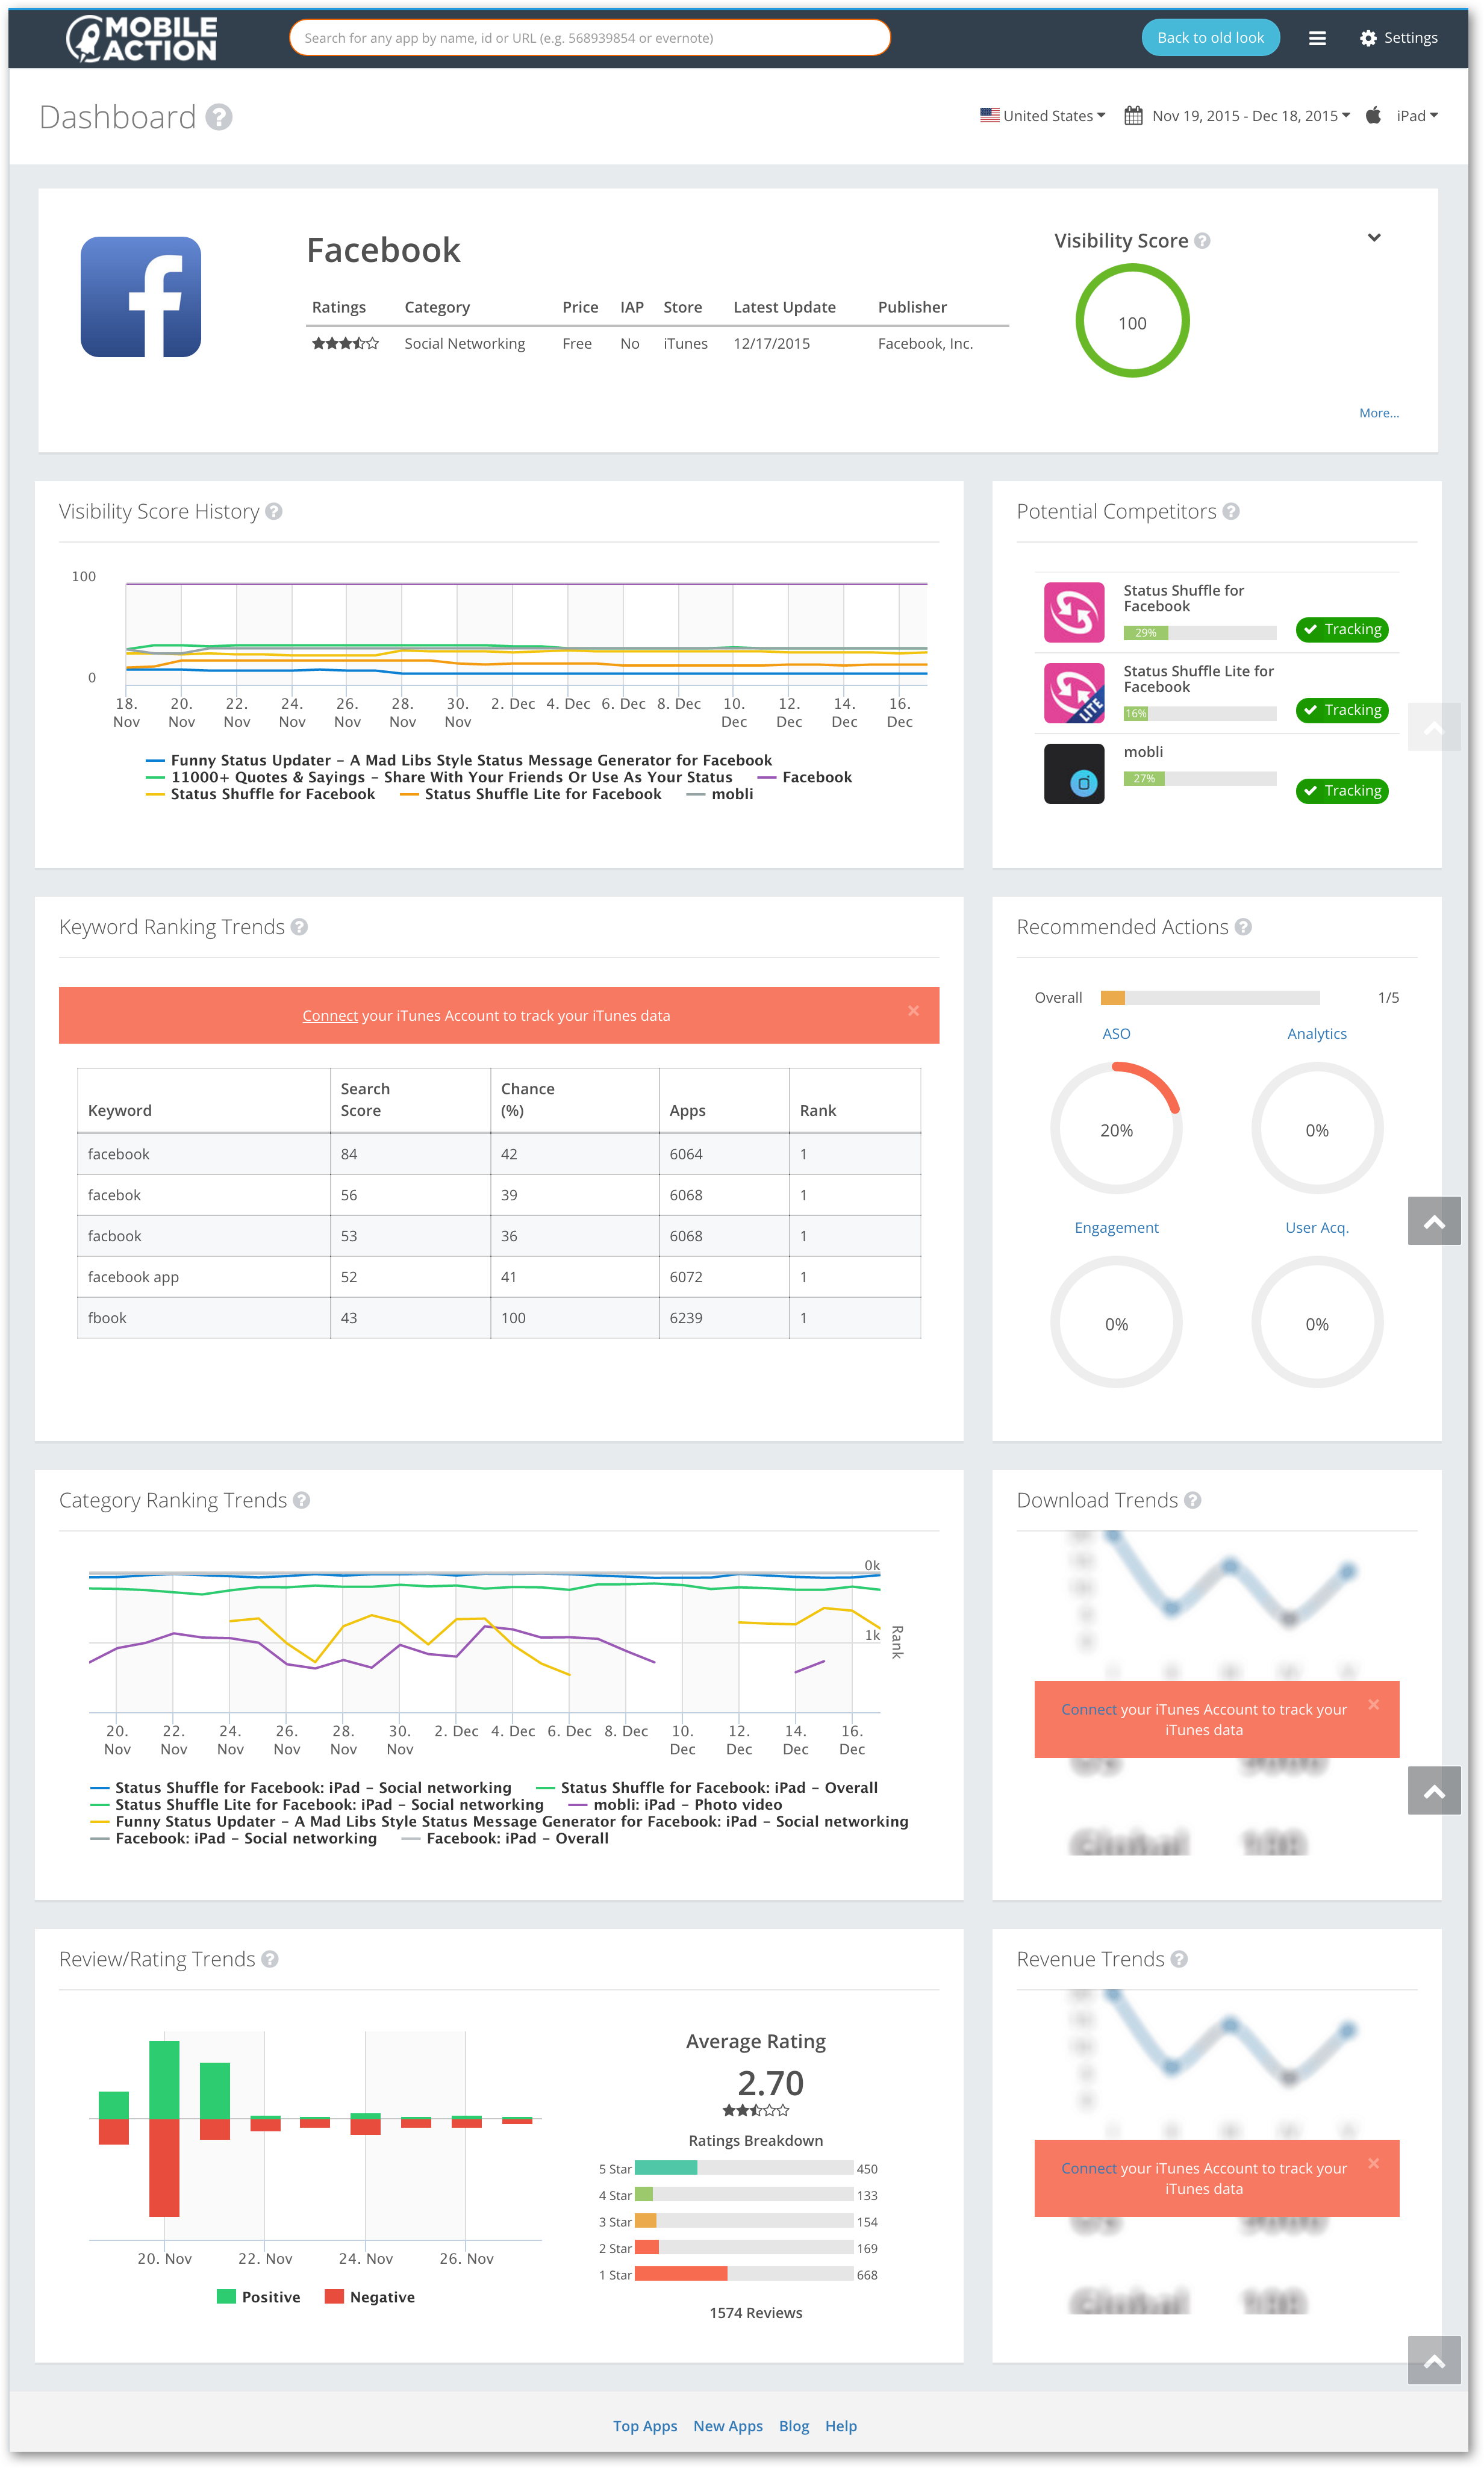 MOBILE
ACTION
Search for any app by name, id or URL (e.g. 568939854 or evernote)
Back to old look
Settings
Dashboard ?
United States
Nov 19, 2015 - Dec 18, 2015
iPad
Facebook
Ratings Category Price IAP Store Latest Update Publisher
Social Networking Free No iTunes 12/17/2015 Facebook, Inc.
Visibility Score ?
100
More...
Visibility Score History ?
100
0
18. Nov 20. Nov 22. Nov 24. Nov 26. Nov 28. Nov 30. Nov 2. Dec 4. Dec 6. Dec 8. Dec 10. Dec 12. Dec 14. Dec 16. Dec
Funny Status Updater – A Mad Libs Style Status Message Generator for Facebook
11000+ Quotes & Sayings – Share With Your Friends Or Use As Your Status Facebook
Status Shuffle for Facebook Status Shuffle Lite for Facebook mobli
Potential Competitors ?
Status Shuffle for
Facebook
29%
Tracking
LITE
Status Shuffle Lite for
Facebook
16%
Tracking
mobli
27%
Tracking
Keyword Ranking Trends ?
Connect your iTunes Account to track your iTunes data ×
Keyword Search Score Chance (%) Apps Rank
facebook 84 42 6064 1
facebok 56 39 6068 1
facbook 53 36 6068 1
facebook app 52 41 6072 1
fbook 43 100 6239 1
Recommended Actions ?
Overall 1/5
ASO Analytics
20% 0%
Engagement User Acq.
0% 0%
Category Ranking Trends ?
0k
1k
Rank
20. Nov 22. Nov 24. Nov 26. Nov 28. Nov 30. Nov 2. Dec 4. Dec 6. Dec 8. Dec 10. Dec 12. Dec 14. Dec 16. Dec
Status Shuffle for Facebook: iPad – Social networking Status Shuffle for Facebook: iPad – Overall
Status Shuffle Lite for Facebook: iPad – Social networking mobli: iPad – Photo video
Funny Status Updater – A Mad Libs Style Status Message Generator for Facebook: iPad – Social networking
Facebook: iPad – Social networking Facebook: iPad – Overall
Download Trends ?
Connect your iTunes Account to track your ×
iTunes data
Global 100
Review/Rating Trends ?
20. Nov 22. Nov 24. Nov 26. Nov
Positive Negative
Average Rating
2.70
Ratings Breakdown
5 Star 450
4 Star 133
3 Star 154
2 Star 169
1 Star 668
1574 Reviews
Revenue Trends ?
Connect your iTunes Account to track your ×
iTunes data
Global 100
Top Apps New Apps Blog Help